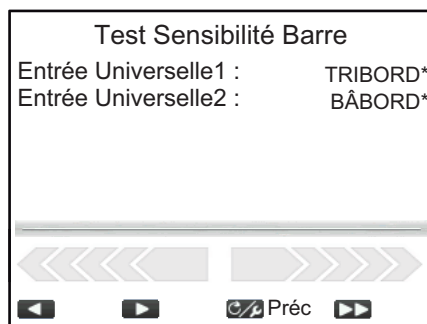 Test Sensibilité Barre
Entrée Universelle1 : TRIBORD*
Entrée Universelle2 : BÂBORD*
Préc